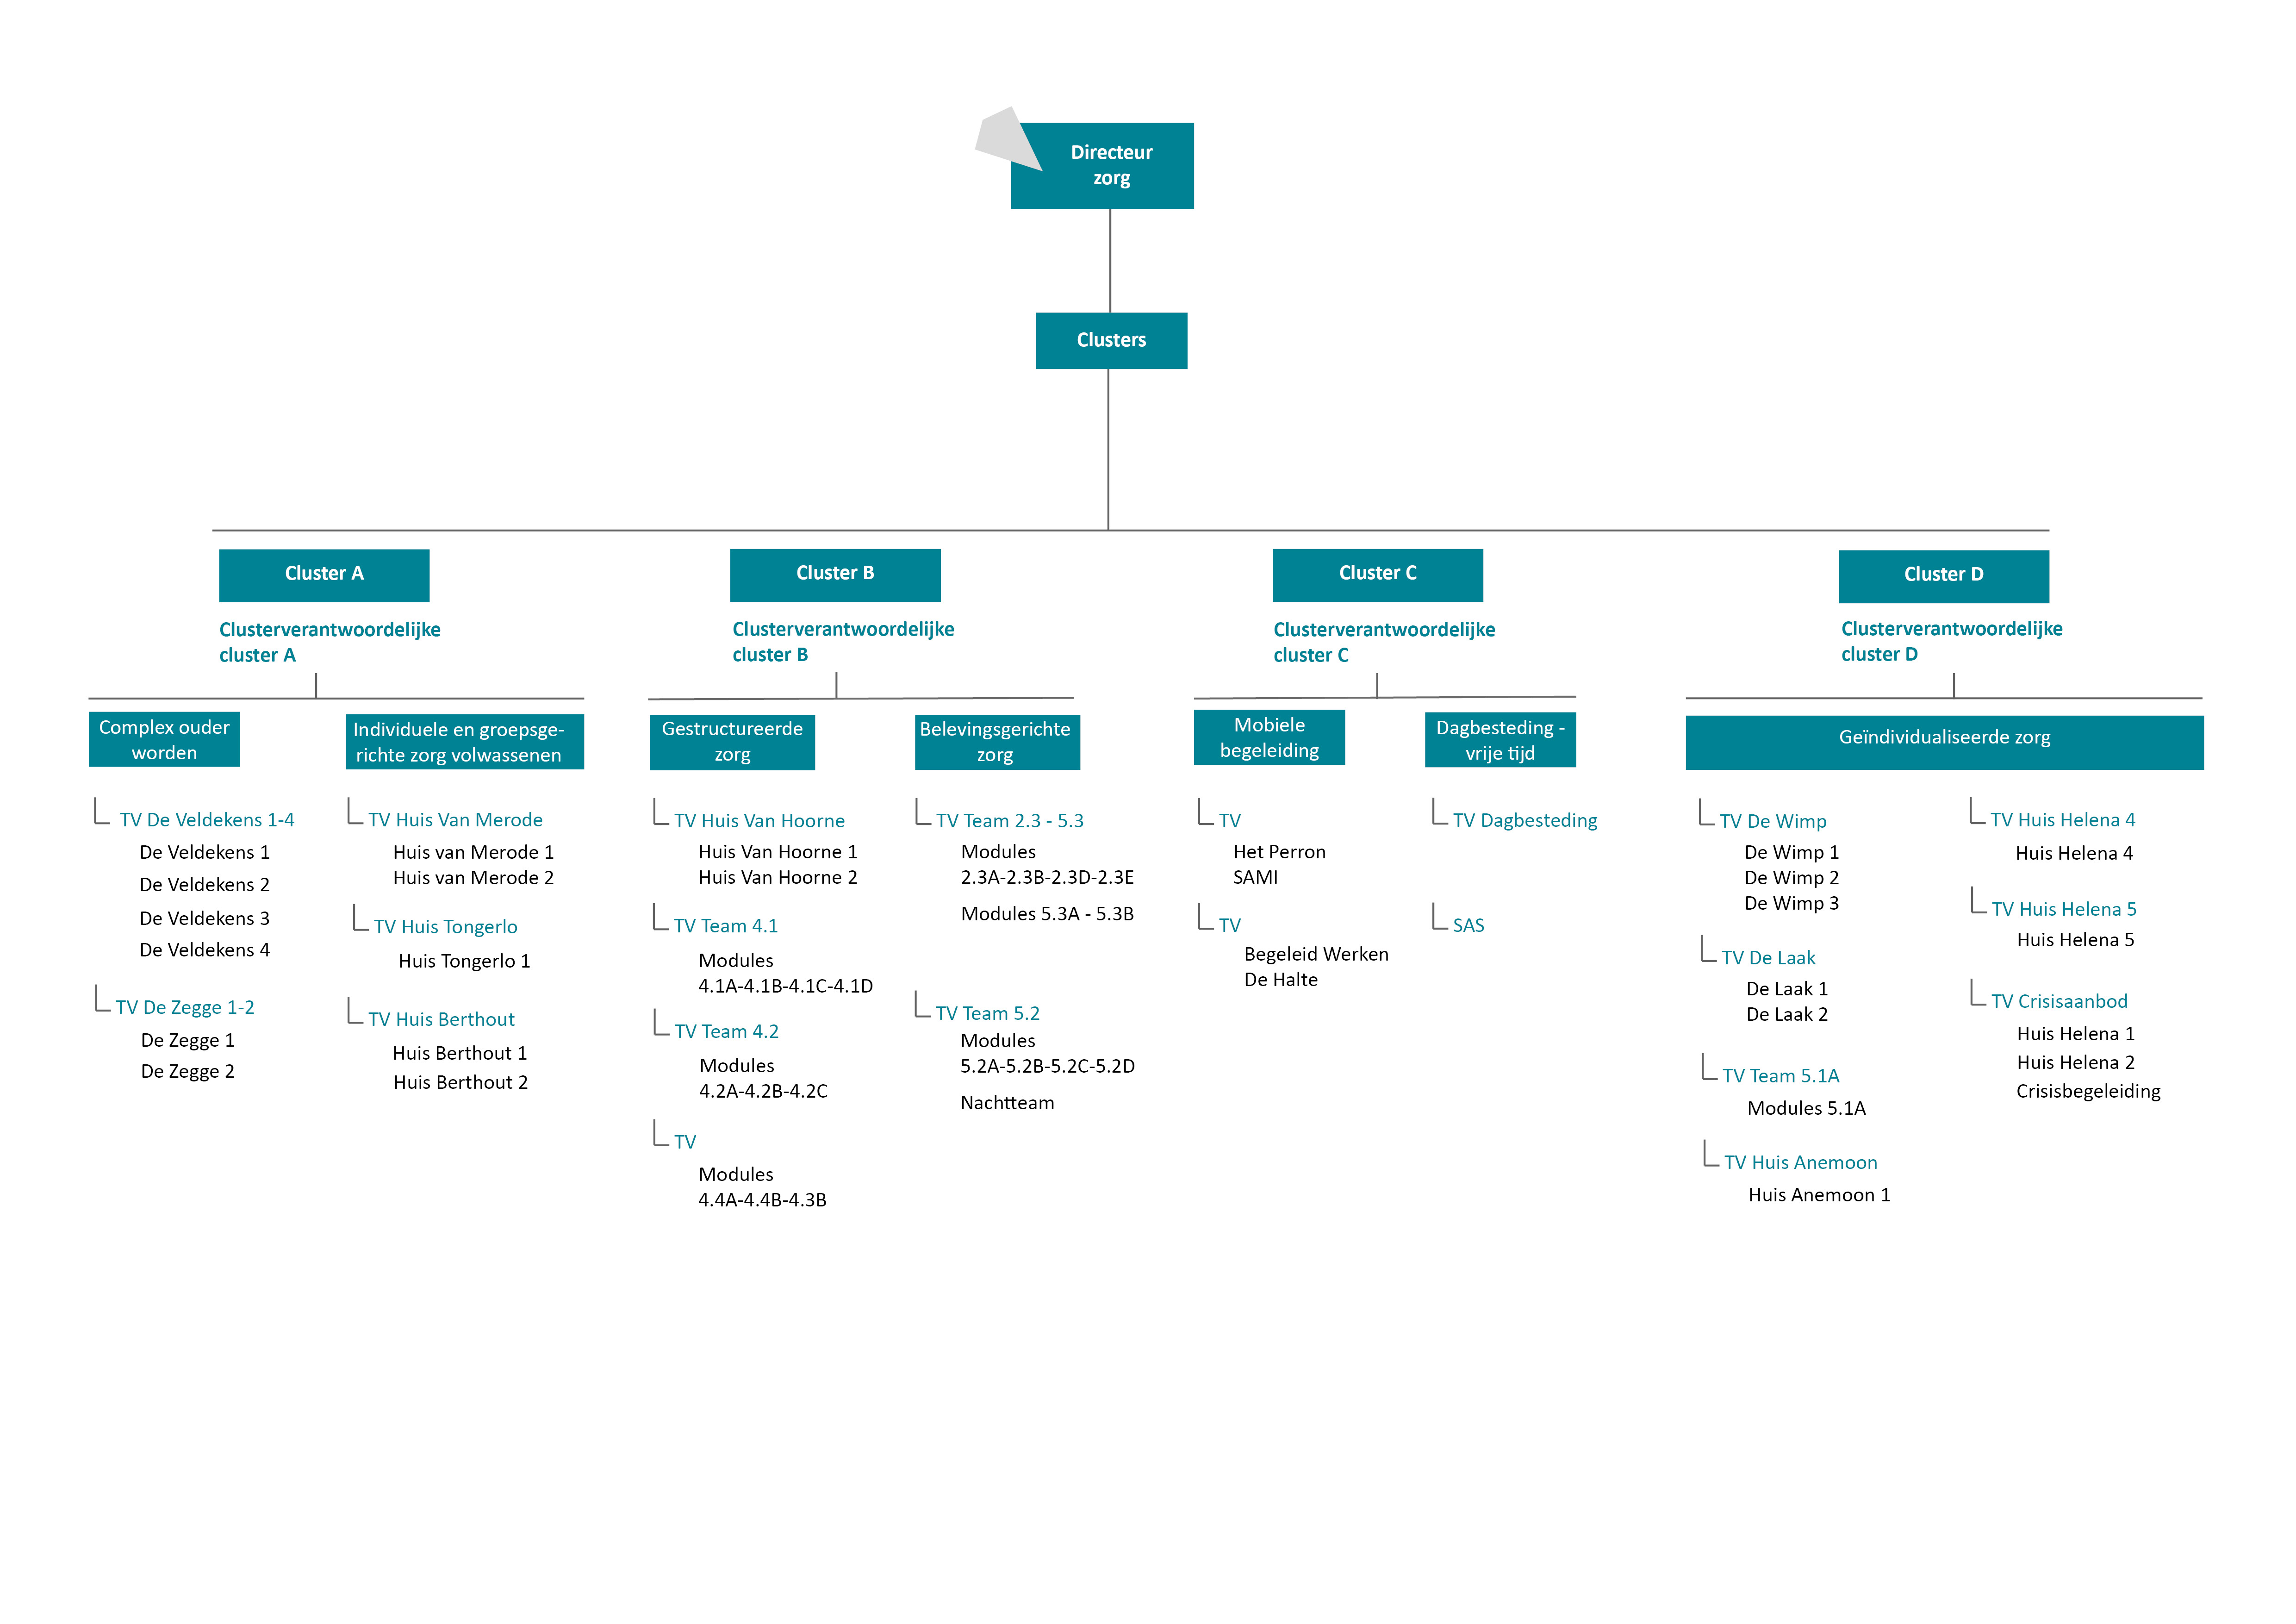 Directeur
zorg
Clusters
Cluster A
Clusterverantwoordelijke
cluster A
Complex ouder
worden
TV De Veldekens 1-4
De Veldekens 1
De Veldekens 2
De Veldekens 3
De Veldekens 4
TV De Zegge 1-2
De Zegge 1
De Zegge 2
Individuele en groepsge-
richte zorg volwassenen
TV Huis Van Merode
Huis van Merode 1
Huis van Merode 2
TV Huis Tongerlo
Huis Tongerlo 1
TV Huis Berthout
Huis Berthout 1
Huis Berthout 2
Cluster B
Clusterverantwoordelijke
cluster B
Gestructureerde
zorg
TV Huis Van Hoorne
Huis Van Hoorne 1
Huis Van Hoorne 2
TV Team 4.1
Modules
4.1A-4.1B-4.1C-4.1D
TV Team 4.2
Modules
4.2A-4.2B-4.2C
TV
Modules
4.4A-4.4B-4.3B
Belevingsgerichte
zorg
TV Team 2.3 - 5.3
Modules
2.3A-2.3B-2.3D-2.3E
Modules 5.3A - 5.3B
TV Team 5.2
Modules
5.2A-5.2B-5.2C-5.2D
Nachtteam
Cluster C
Clusterverantwoordelijke
cluster C
Mobiele
begeleiding
TV
Het Perron
SAMI
TV
Begeleid Werken
De Halte
Dagbesteding -
vrije tijd
TV Dagbesteding
SAS
Cluster D
Clusterverantwoordelijke
cluster D
Geïndividualiseerde zorg
TV De Wimp
De Wimp 1
De Wimp 2
De Wimp 3
TV De Laak
De Laak 1
De Laak 2
TV Team 5.1A
Modules 5.1A
TV Huis Anemoon
Huis Anemoon 1
TV Huis Helena 4
Huis Helena 4
TV Huis Helena 5
Huis Helena 5
TV Crisisaanbod
Huis Helena 1
Huis Helena 2
Crisisbegeleiding